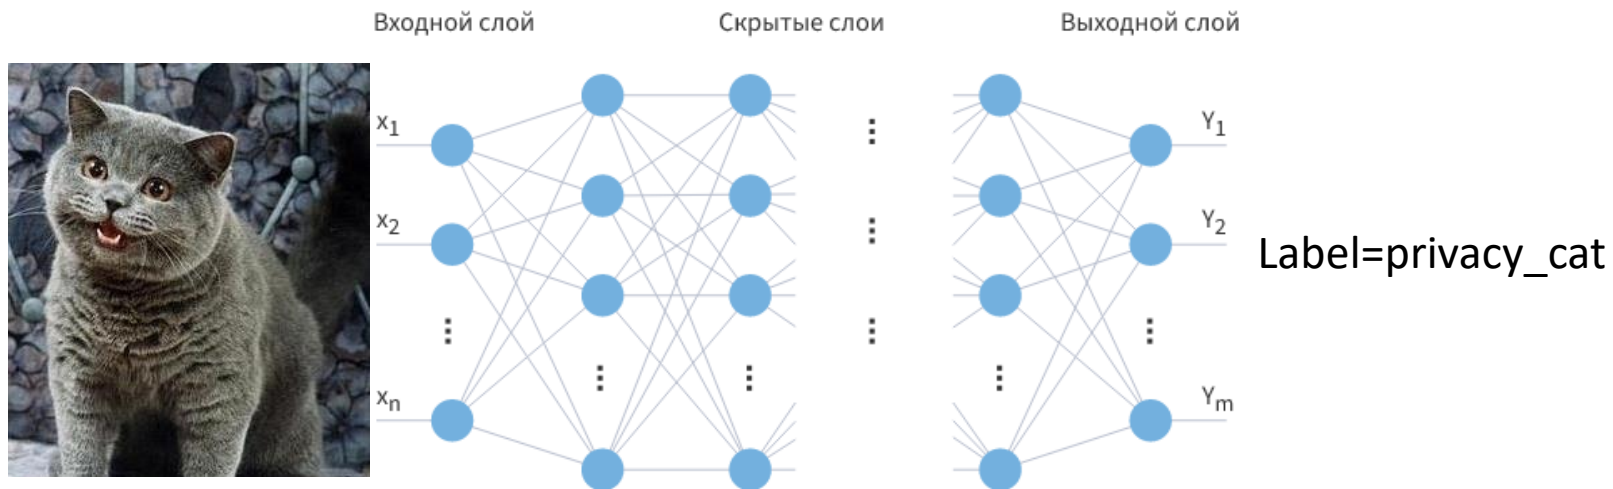 Входной слой
Скрытые слои
Выходной слой
x1
Y1
x2
Y2
Label=privacy_cat
xn
Ym